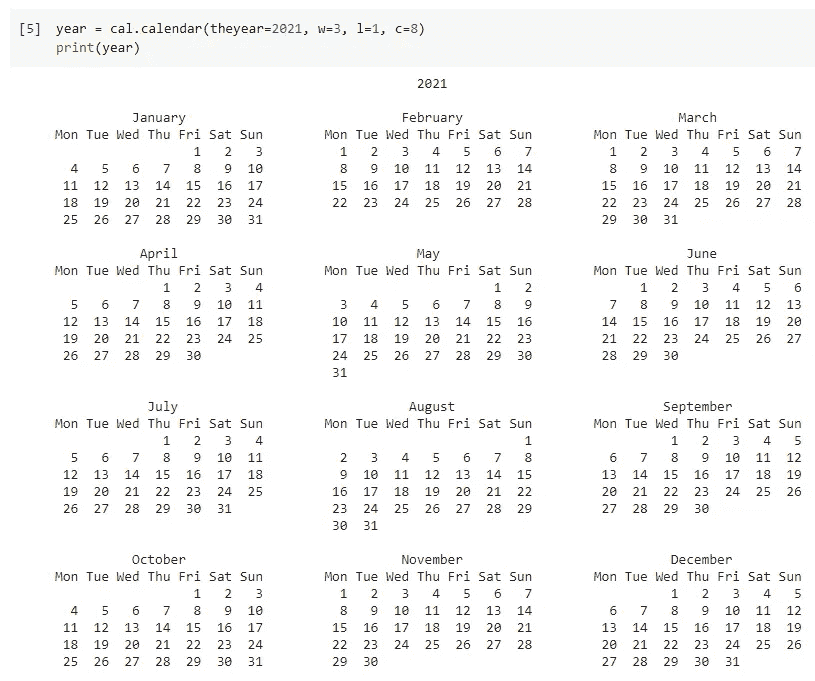 [5] year = cal.calendar(theyear=2021, w=3, l=1, c=8)
print(year)
2021
January February March
Mon Tue Wed Thu Fri Sat Sun Mon Tue Wed Thu Fri Sat Sun Mon Tue Wed Thu Fri Sat Sun
1 2 3 1 2 3 4 5 6 7 1 2 3 4 5 6 7
4 5 6 7 8 9 10 8 9 10 11 12 13 14 8 9 10 11 12 13 14
11 12 13 14 15 16 17 15 16 17 18 19 20 21 15 16 17 18 19 20 21
18 19 20 21 22 23 24 22 23 24 25 26 27 28 22 23 24 25 26 27 28
25 26 27 28 29 30 31 29 30 31
April May June
Mon Tue Wed Thu Fri Sat Sun Mon Tue Wed Thu Fri Sat Sun Mon Tue Wed Thu Fri Sat Sun
1 2 3 4 1 2 1 2 3 4 5 6
5 6 7 8 9 10 11 3 4 5 6 7 8 9 7 8 9 10 11 12 13
12 13 14 15 16 17 18 10 11 12 13 14 15 16 14 15 16 17 18 19 20
19 20 21 22 23 24 25 17 18 19 20 21 22 23 21 22 23 24 25 26 27
26 27 28 29 30 24 25 26 27 28 29 30 28 29 30
31
July August September
Mon Tue Wed Thu Fri Sat Sun Mon Tue Wed Thu Fri Sat Sun Mon Tue Wed Thu Fri Sat Sun
1 2 3 4 1 1 2 3 4 5
5 6 7 8 9 10 11 2 3 4 5 6 7 8 6 7 8 9 10 11 12
12 13 14 15 16 17 18 9 10 11 12 13 14 15 13 14 15 16 17 18 19
19 20 21 22 23 24 25 16 17 18 19 20 21 22 20 21 22 23 24 25 26
26 27 28 29 30 31 23 24 25 26 27 28 29 27 28 29 30
30 31
October November December
Mon Tue Wed Thu Fri Sat Sun Mon Tue Wed Thu Fri Sat Sun Mon Tue Wed Thu Fri Sat Sun
1 2 3 1 2 3 4 5 6 7 1 2 3 4 5
4 5 6 7 8 9 10 8 9 10 11 12 13 14 6 7 8 9 10 11 12
11 12 13 14 15 16 17 15 16 17 18 19 20 21 13 14 15 16 17 18 19
18 19 20 21 22 23 24 22 23 24 25 26 27 28 20 21 22 23 24 25 26
25 26 27 28 29 30 31 29 30 27 28 29 30 31